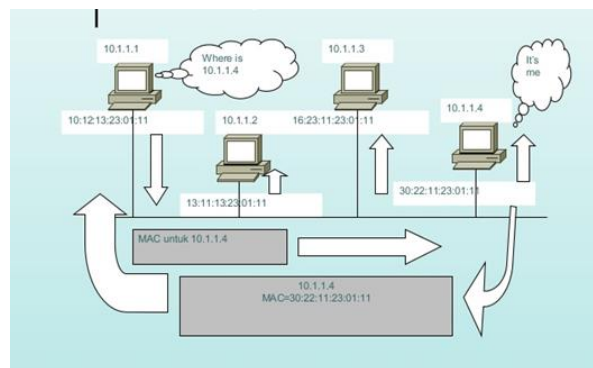 10.1.1.1
Where is
10.1.1.4
10:12:13:23:01:11
10.1.1.2
13:11:13:23:01:11
10.1.1.3
16:23:11:23:01:11
It's
me
10.1.1.4
30:22:11:23:01:11
MAC untuk 10.1.1.4
10.1.1.4
MAC=30:22:11:23:01:11